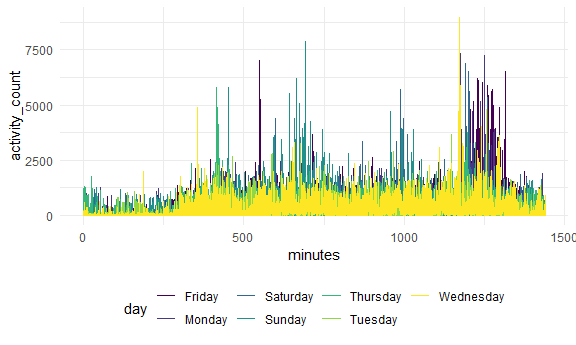 7500
5000
2500
0
activity_count
0 500 1000 1500
minutes
day
Friday Saturday Thursday Wednesday
Monday Sunday Tuesday